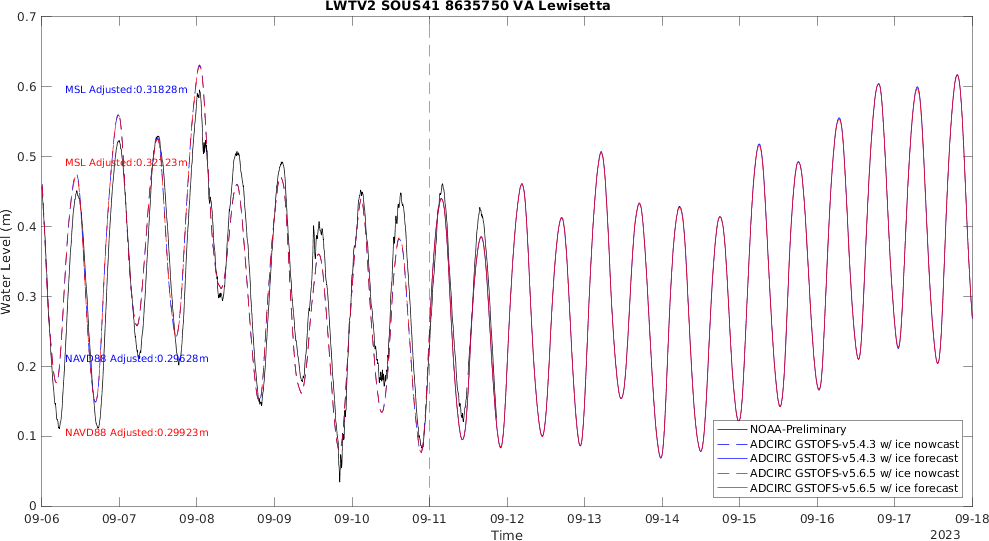 LWTV2 SOUS41 8635750 VA Lewisetta
0.7
0.6
0.5
0.4
0.3
0.2
0.1
0
Water Level (m)
MSL Adjusted:0.31828m
MSL Adjusted:0.32123m
NAVD88 Adjusted:0.29628m
NAVD88 Adjusted:0.29923m
NOAA-Preliminary
ADCIRC GSTOFS-v5.4.3 w/ ice nowcast
ADCIRC GSTOFS-v5.4.3 w/ ice forecast
ADCIRC GSTOFS-v5.6.5 w/ ice nowcast
ADCIRC GSTOFS-v5.6.5 w/ ice forecast
09-06 09-07 09-08 09-09 09-10 09-11 09-12 09-13 09-14 09-15 09-16 09-17 09-18
Time
2023